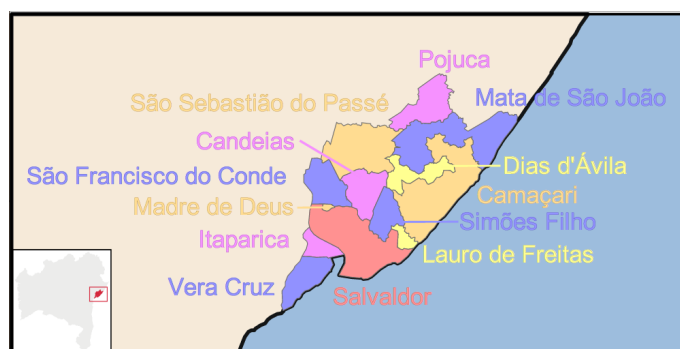 Pojuca
São Sebastião do Passé
Mata de São João
Candeias
Dias d'Ávila
São Francisco do Conde
Camaçari
Madre de Deus
Simões Filho
Itaparica
Lauro de Freitas
Vera Cruz
Salvaldor